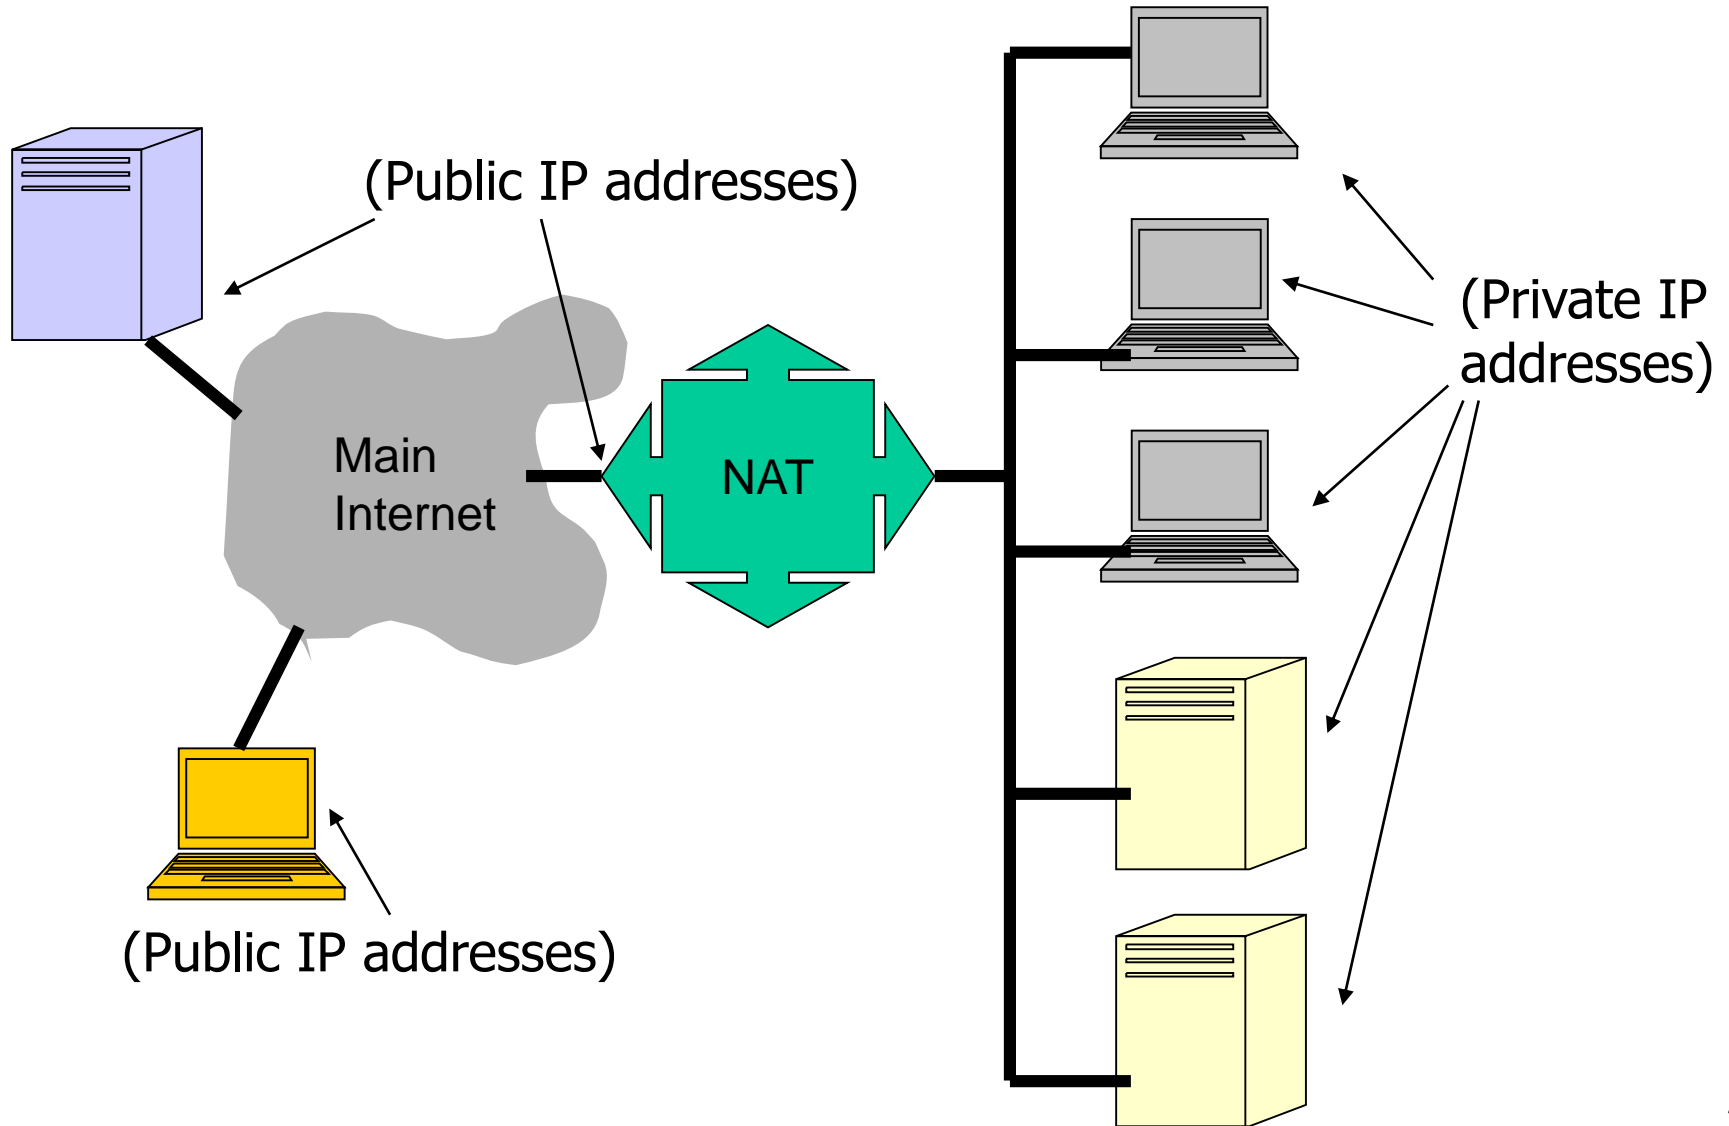 (Public IP addresses)
(Private IP
addresses)
Main
Internet
NAT
(Public IP addresses)